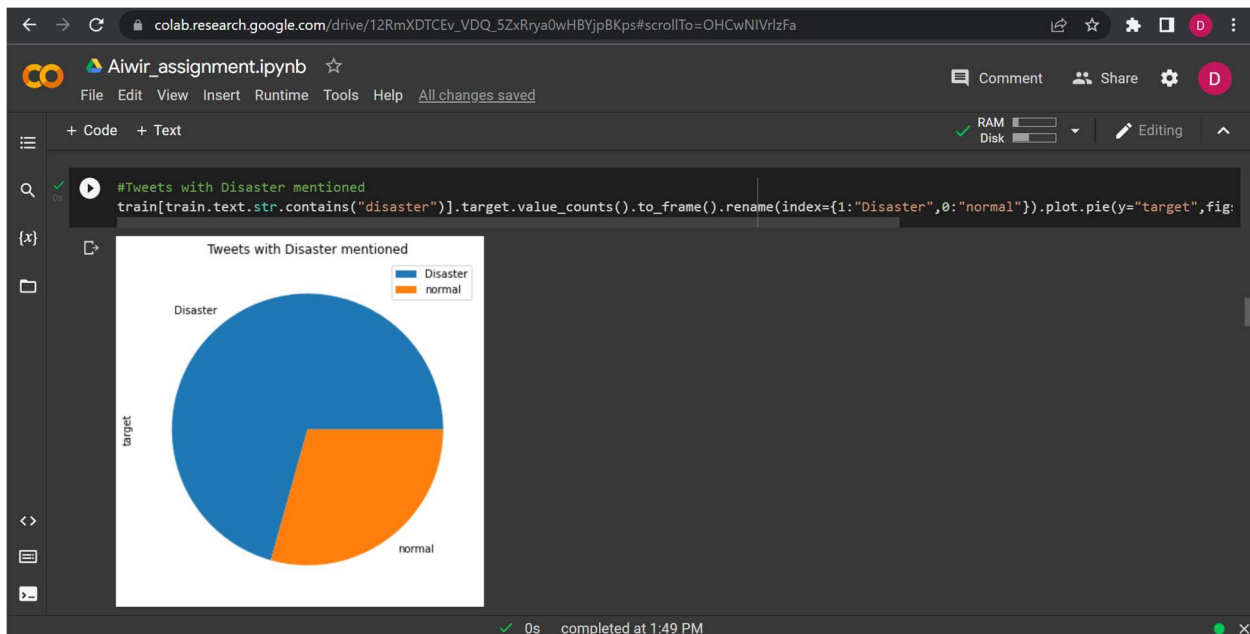 colab.research.google.com/drive/12RmXDTCEv_VDQ_5ZxRrya0wHBYjpBKps#scrollTo=OHCwNIVrlzFa
D
Aiwir_assignment.ipynb
Comment
Share
D
File Edit View Insert Runtime Tools Help All changes saved
+ Code + Text
RAM
Disk
Editing
#Tweets with Disaster mentioned
0s
train[train.text.str.contains("disaster")].target.value_counts().to_frame().rename(index={1:"Disaster",0:"normal"}).plot.pie(y="target",fig
{x}
Tweets with Disaster mentioned
Disaster
normal
Disaster
target
normal
0s completed at 1:49 PM